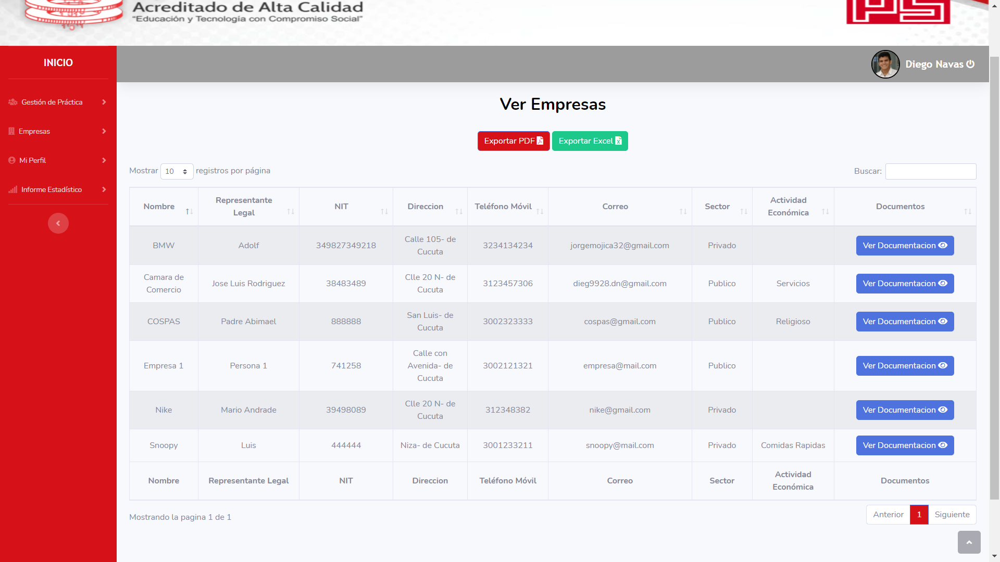 Acreditado de Alta Calidad
"Educación y Tecnología con Compromiso Social"
INICIO
Diego Navas
Gestión de Práctica
Empresas
Mi Perfil
Informe Estadístico
Ver Empresas
Exportar PDF Exportar Excel
Mostrar 10 registros por página
Buscar:
Nombre Representante Legal NIT Direccion Teléfono Móvil Correo Sector Actividad Económica Documentos
BMW Adolf 349827349218 Calle 105- de Cucuta 3234134234 jorgemojica32@gmail.com Privado Ver Documentacion
Camara de Comercio Jose Luis Rodriguez 38483489 Clle 20 N- de Cucuta 3123457306 dieg9928.dn@gmail.com Publico Servicios Ver Documentacion
COSPAS Padre Abimael 888888 San Luis- de Cucuta 3002323333 cospas@gmail.com Publico Religioso Ver Documentacion
Empresa 1 Persona 1 741258 Calle con Avenida- de Cucuta 3002121321 empresa@mail.com Publico Ver Documentacion
Nike Mario Andrade 39498089 Clle 20 N- de Cucuta 312348382 nike@gmail.com Privado Ver Documentacion
Snoopy Luis 444444 Niza- de Cucuta 3001233211 snoopy@mail.com Privado Comidas Rapidas Ver Documentacion
Nombre Representante Legal NIT Direccion Teléfono Móvil Correo Sector Actividad Económica Documentos
Mostrando la pagina 1 de 1
Anterior 1 Siguiente